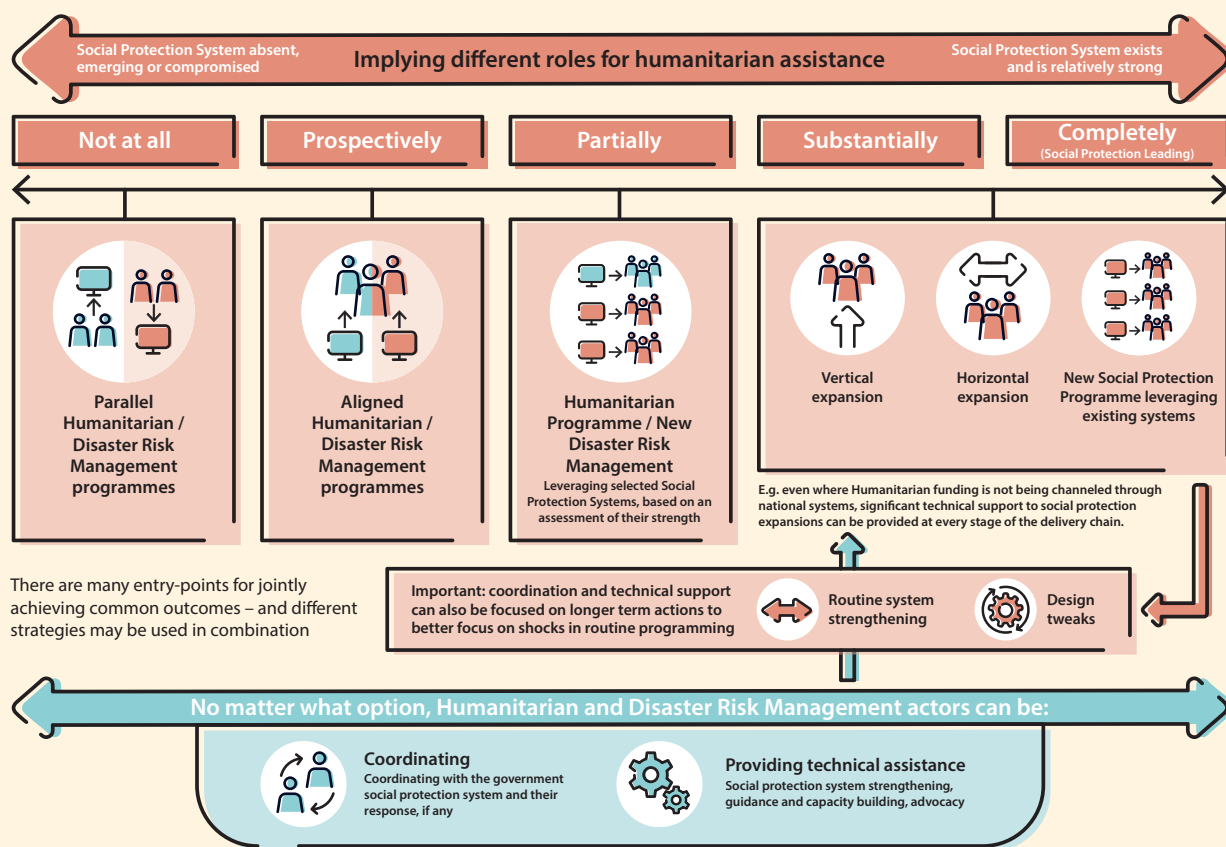 Social Protection System absent,
emerging or compromised
Implying different roles for humanitarian assistance
Social Protection System exists
and is relatively strong
Not at all
Prospectively
Partially
Substantially
Completely
(Social Protection Leading)
Parallel
Humanitarian /
Disaster Risk
Management
programmes
Aligned
Humanitarian /
Disaster Risk
Management
programmes
Humanitarian
Programme / New
Disaster Risk
Management
Leveraging selected Social
Protection Systems, based on an
assessment of their strength
Vertical
expansion
Horizontal
expansion
New Social Protection
Programme leveraging
existing systems
E.g. even where Humanitarian funding is not being channeled through
national systems, significant technical support to social protection
expansions can be provided at every stage of the delivery chain.
There are many entry-points for jointly
achieving common outcomes – and different
strategies may be used in combination
Important: coordination and technical support
can also be focused on longer term actions to
better focus on shocks in routine programming
Routine system
strengthening
Design
tweaks
No matter what option, Humanitarian and Disaster Risk Management actors can be:
Coordinating
Coordinating with the government
social protection system and their
response, if any
Providing technical assistance
Social protection system strengthening,
guidance and capacity building, advocacy